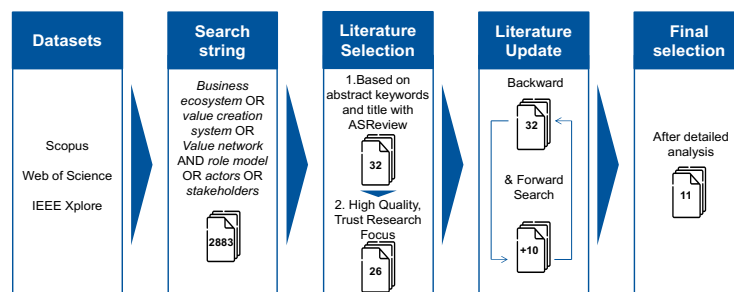 Datasets
Scopus
Web of Science
IEEE Xplore
Search
string
Business
ecosystem OR
value creation
system OR
Value network
AND role model
OR actors OR
stakeholders
2883
Literature
Selection
1.Based on
abstract keywords
and title with
ASReview
32
2. High Quality,
Trust Research
Focus
26
Literature
Update
Backward
32
& Forward
Search
+10
Final
selection
After detailed
analysis
11